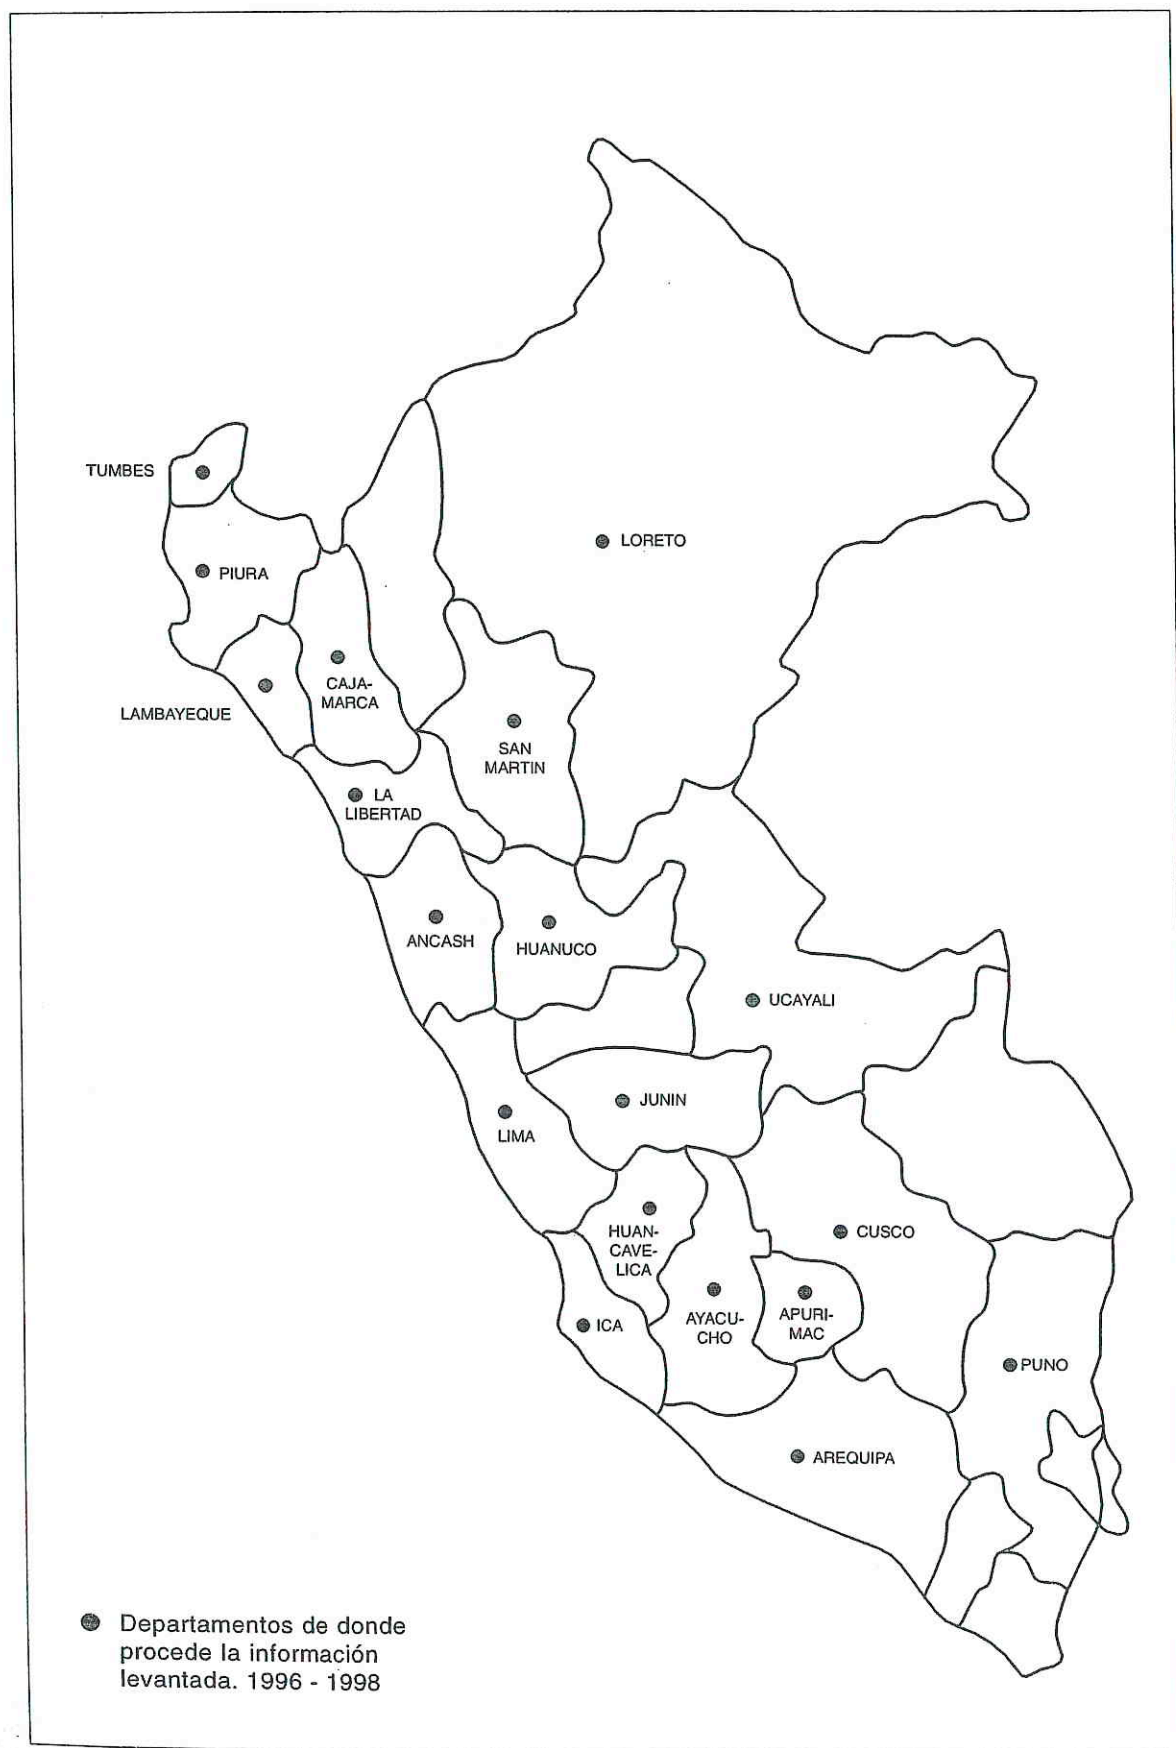 TUMBES
LORETO
PIURA
CAJA-
MARCA
LAMBAYEQUE
SAN
MARTIN
LA
LIBERTAD
ANCASH
HUANUCO
UCAYALI
JUNIN
LIMA
HUAN-
CAVE-
LICA
CUSCO
AYACU-
CHO
APURI-
MAC
ICA
PUNO
AREQUIPA
Departamentos de donde
procede la información
levantada. 1996 - 1998